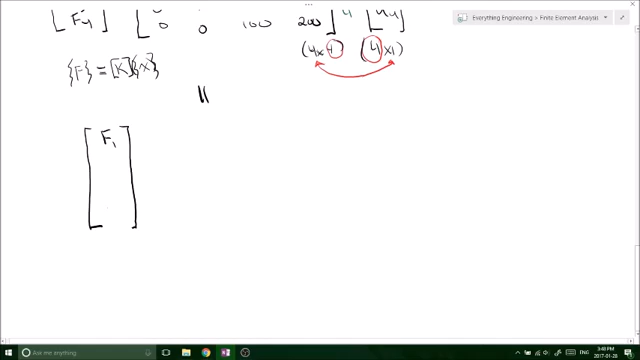 F4 0 0 100 200 4 u4
(4x4) (4x1)
{F} = [K]{x}
F1
Everything Engineering > Finite Element Analysis
Ask me anything
3:48 PM
2017-01-28